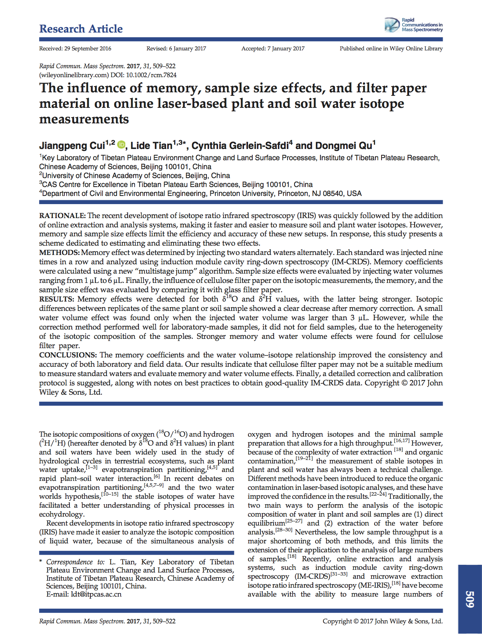 Research Article
Rapid
Communications in
Mass Spectrometry
Received: 29 September 2016
Revised: 6 January 2017
Accepted: 7 January 2017
Published online in Wiley Online Library
Rapid Commun. Mass Spectrom. 2017, 31, 509–522
(wileyonlinelibrary.com) DOI: 10.1002/rcm.7824
The influence of memory, sample size effects, and filter paper
material on online laser-based plant and soil water isotope
measurements
Jiangpeng Cui1,2 iD, Lide Tian1,3*, Cynthia Gerlein-Safdi4 and Dongmei Qu1
1Key Laboratory of Tibetan Plateau Environment Change and Land Surface Processes, Institute of Tibetan Plateau Research,
Chinese Academy of Sciences, Beijing 100101, China
2University of Chinese Academy of Sciences, Beijing, China
3CAS Centre for Excellence in Tibetan Plateau Earth Sciences, Beijing 100101, China
4Department of Civil and Environmental Engineering, Princeton University, Princeton, NJ 08540, USA
RATIONALE: The recent development of isotope ratio infrared spectroscopy (IRIS) was quickly followed by the addition
of online extraction and analysis systems, making it faster and easier to measure soil and plant water isotopes. However,
memory and sample size effects limit the efficiency and accuracy of these new setups. In response, this study presents a
scheme dedicated to estimating and eliminating these two effects.
METHODS: Memory effect was determined by injecting two standard waters alternately. Each standard was injected nine
times in a row and analyzed using induction module cavity ring-down spectroscopy (IM-CRDS). Memory coefficients
were calculated using a new "multistage jump" algorithm. Sample size effects were evaluated by injecting water volumes
ranging from 1 μL to 6 μL. Finally, the influence of cellulose filter paper on the isotopic measurements, the memory, and the
sample size effect was evaluated by comparing it with glass filter paper.
RESULTS: Memory effects were detected for both δ18O and δ2H values, with the latter being stronger. Isotopic
differences between replicates of the same plant or soil sample showed a clear decrease after memory correction. A small
water volume effect was found only when the injected water volume was larger than 3 μL. However, while the
correction method performed well for laboratory-made samples, it did not for field samples, due to the heterogeneity
of the isotopic composition of the samples. Stronger memory and water volume effects were found for cellulose
filter paper.
CONCLUSIONS: The memory coefficients and the water volume–isotope relationship improved the consistency and
accuracy of both laboratory and field data. Our results indicate that cellulose filter paper may not be a suitable medium
to measure standard waters and evaluate memory and water volume effects. Finally, a detailed correction and calibration
protocol is suggested, along with notes on best practices to obtain good-quality IM-CRDS data. Copyright © 2017 John
Wiley & Sons, Ltd.
The isotopic compositions of oxygen (18O/16O) and hydrogen
(2H/1H) (hereafter denoted by δ18O and δ2H values) in plant
and soil waters have been widely used in the study of
hydrological cycles in terrestrial ecosystems, such as plant
water uptake,[1–3] evapotranspiration partitioning,[4,5] and
rapid plant–soil water interaction.[6] In recent debates on
evapotranspiration partitioning[4,5,7–9] and the two water
worlds hypothesis,[10–15] the stable isotopes of water have
facilitated a better understanding of physical processes in
ecohydrology.
Recent developments in isotope ratio infrared spectroscopy
(IRIS) have made it easier to analyze the isotopic composition
of liquid water, because of the simultaneous analysis of
* Correspondence to: L. Tian, Key Laboratory of Tibetan
Plateau Environment Change and Land Surface Processes,
Institute of Tibetan Plateau Research, Chinese Academy of
Sciences, Beijing 100101, China.
E-mail: ldt@itpcas.ac.cn
oxygen and hydrogen isotopes and the minimal sample
preparation that allows for a high throughput.[16,17] However,
because of the complexity of water extraction [18] and organic
contamination,[19–21] the measurement of stable isotopes in
plant and soil water has always been a technical challenge.
Different methods have been introduced to reduce the organic
contamination in laser-based isotopic analyses, and these have
improved the confidence in the results.[22–24] Traditionally, the
two main ways to perform the analysis of the isotopic
composition of water in plant and soil samples are (1) direct
equilibrium[25–27] and (2) extraction of the water before
analysis.[28–30] Nevertheless, the low sample throughput is a
major shortcoming of both methods, and this limits the
extension of their application to the analysis of large numbers
of samples.[18] Recently, online extraction and analysis
systems, such as induction module cavity ring-down
spectroscopy (IM-CRDS)[31–33] and microwave extraction
isotope ratio infrared spectroscopy (ME-IRIS),[18] have become
available with the ability to measure large numbers of
509
Rapid Commun. Mass Spectrom. 2017, 31, 509–522
Copyright © 2017 John Wiley & Sons, Ltd.